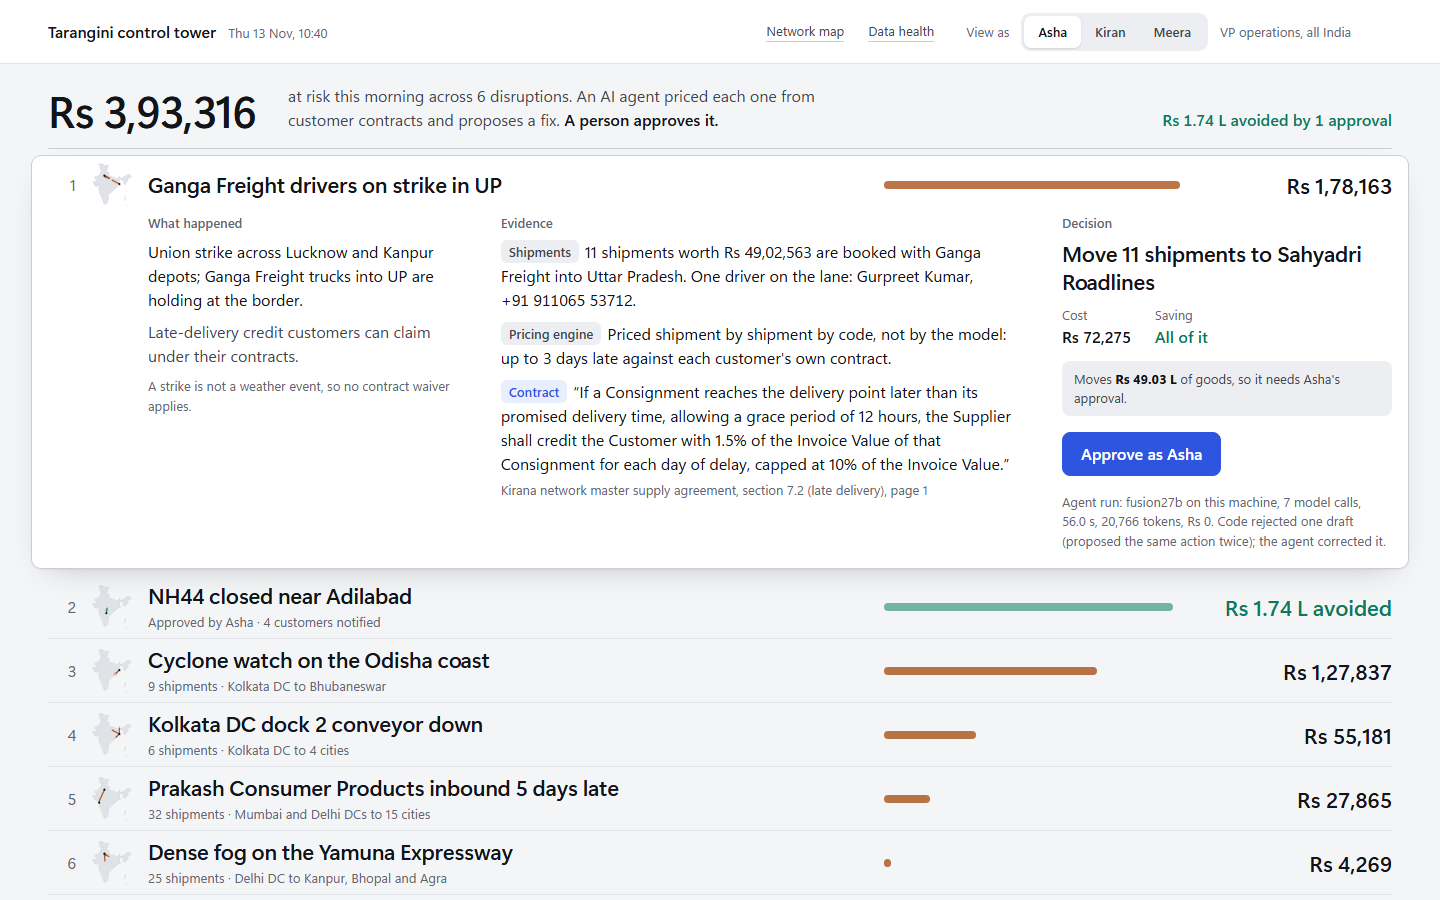 Tarangini control tower Thu 13 Nov, 10:40 Network map Data health View as Asha Kiran Meera VP operations, all India
Rs 3,93,316
at risk this morning across 6 disruptions. An AI agent priced each one from
customer contracts and proposes a fix. A person approves it.
Rs 1.74 L avoided by 1 approval
1 Ganga Freight drivers on strike in UP Rs 1,78,163
What happened
Union strike across Lucknow and Kanpur
depots; Ganga Freight trucks into UP are
holding at the border.
Late-delivery credit customers can claim
under their contracts.
A strike is not a weather event, so no contract waiver
applies.
Evidence
Shipments 11 shipments worth Rs 49,02,563 are booked with Ganga
Freight into Uttar Pradesh. One driver on the lane: Gurpreet Kumar,
+91 911065 53712.
Pricing engine Priced shipment by shipment by code, not by the model:
up to 3 days late against each customer's own contract.
Contract “If a Consignment reaches the delivery point later than its
promised delivery time, allowing a grace period of 12 hours, the Supplier
shall credit the Customer with 1.5% of the Invoice Value of that
Consignment for each day of delay, capped at 10% of the Invoice Value.”
Kirana network master supply agreement, section 7.2 (late delivery), page 1
Decision
Move 11 shipments to Sahyadri
Roadlines
Cost Saving
Rs 72,275 All of it
Moves Rs 49.03 L of goods, so it needs Asha's
approval.
Approve as Asha
Agent run: fusion27b on this machine, 7 model calls,
56.0 s, 20,766 tokens, Rs 0. Code rejected one draft
(proposed the same action twice); the agent corrected it.
2 NH44 closed near Adilabad Rs 1.74 L avoided
Approved by Asha · 4 customers notified
3 Cyclone watch on the Odisha coast Rs 1,27,837
9 shipments · Kolkata DC to Bhubaneswar
4 Kolkata DC dock 2 conveyor down Rs 55,181
6 shipments · Kolkata DC to 4 cities
5 Prakash Consumer Products inbound 5 days late Rs 27,865
32 shipments · Mumbai and Delhi DCs to 15 cities
6 Dense fog on the Yamuna Expressway Rs 4,269
25 shipments · Delhi DC to Kanpur, Bhopal and Agra